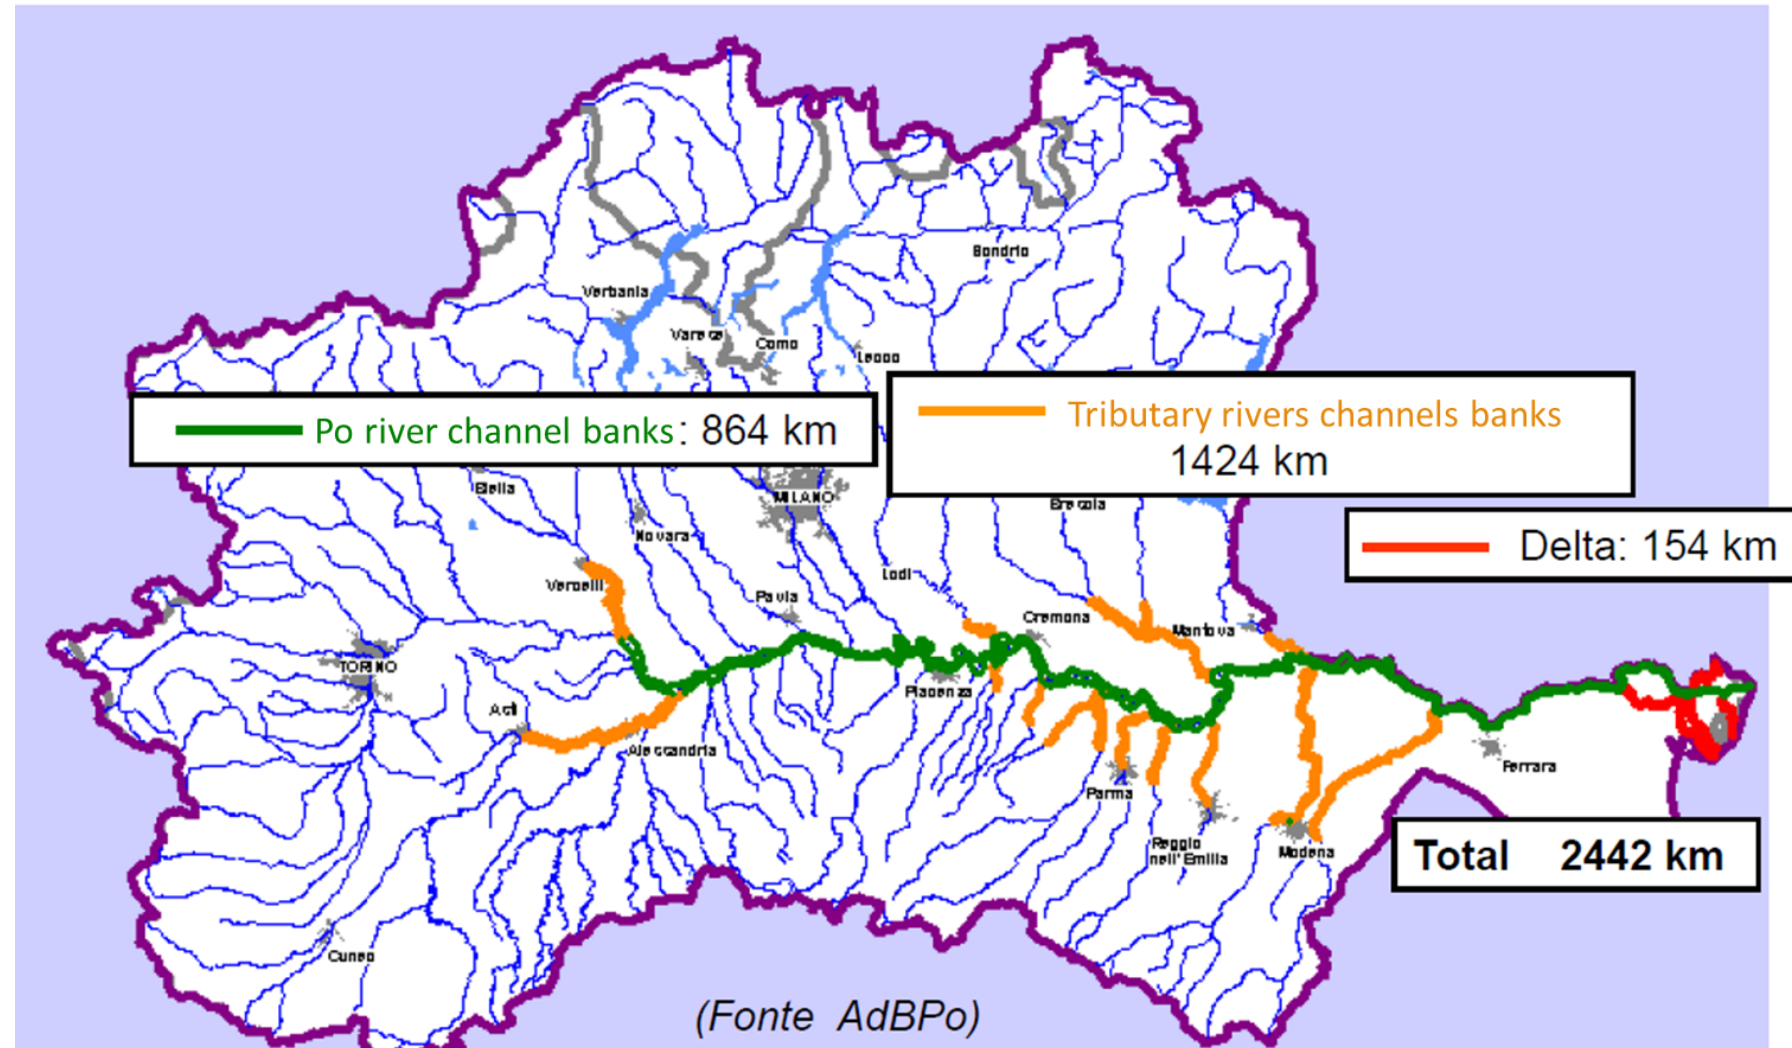 Sondrio
Verbania
Varese
Como
Lecco
Po river channel banks: 864 km
Tributary rivers channels banks
1424 km
Biella
MILANO
Brescia
Novara
Delta: 154 km
Lodi
Vercelli
Pavia
Cremona
Mantova
TORINO
Piacenza
Asti
Alessandria
Ferrara
Parma
Reggio
nell'Emilia
Modena
Total 2442 km
Cuneo
(Fonte AdBPo)